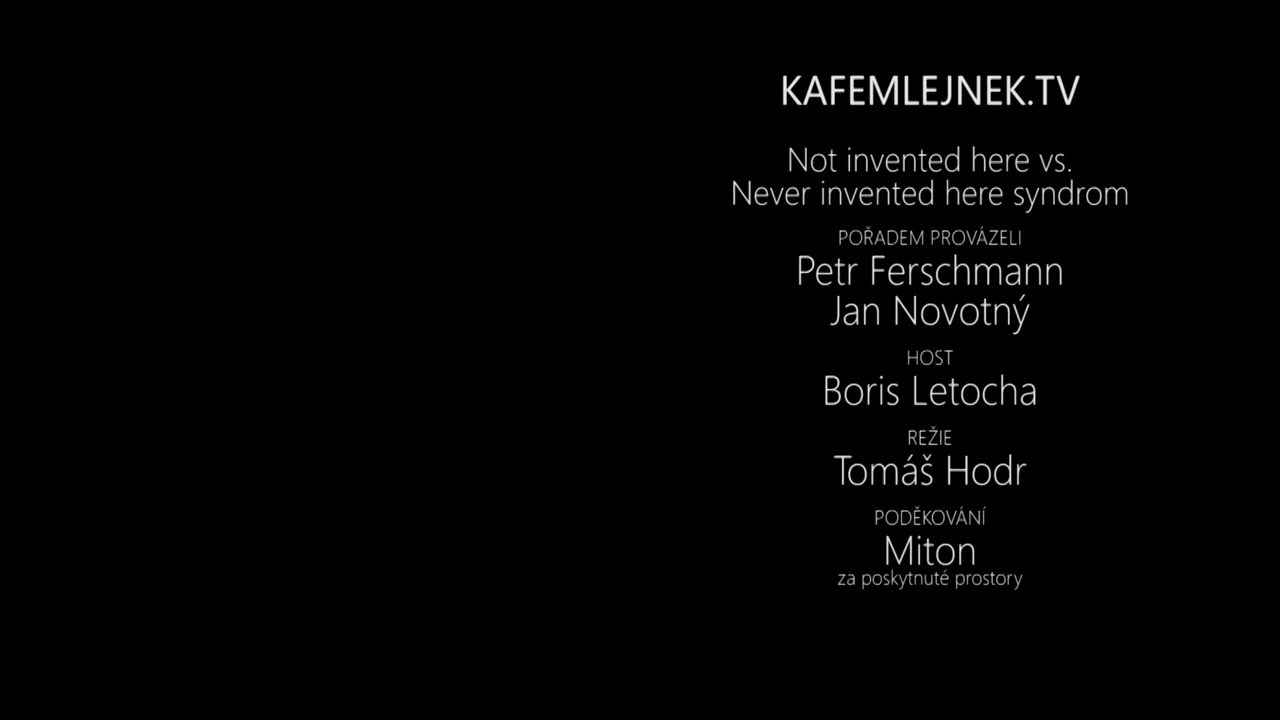 KAFEMLEJNEK.TV
Not invented here vs.
Never invented here syndrom
POŘADEM PROVÁZELI
Petr Ferschmann
Jan Novotný
HOST
Boris Letocha
REŽIE
Tomáš Hodr
PODĚKOVÁNÍ
Miton
za poskytnuté prostory